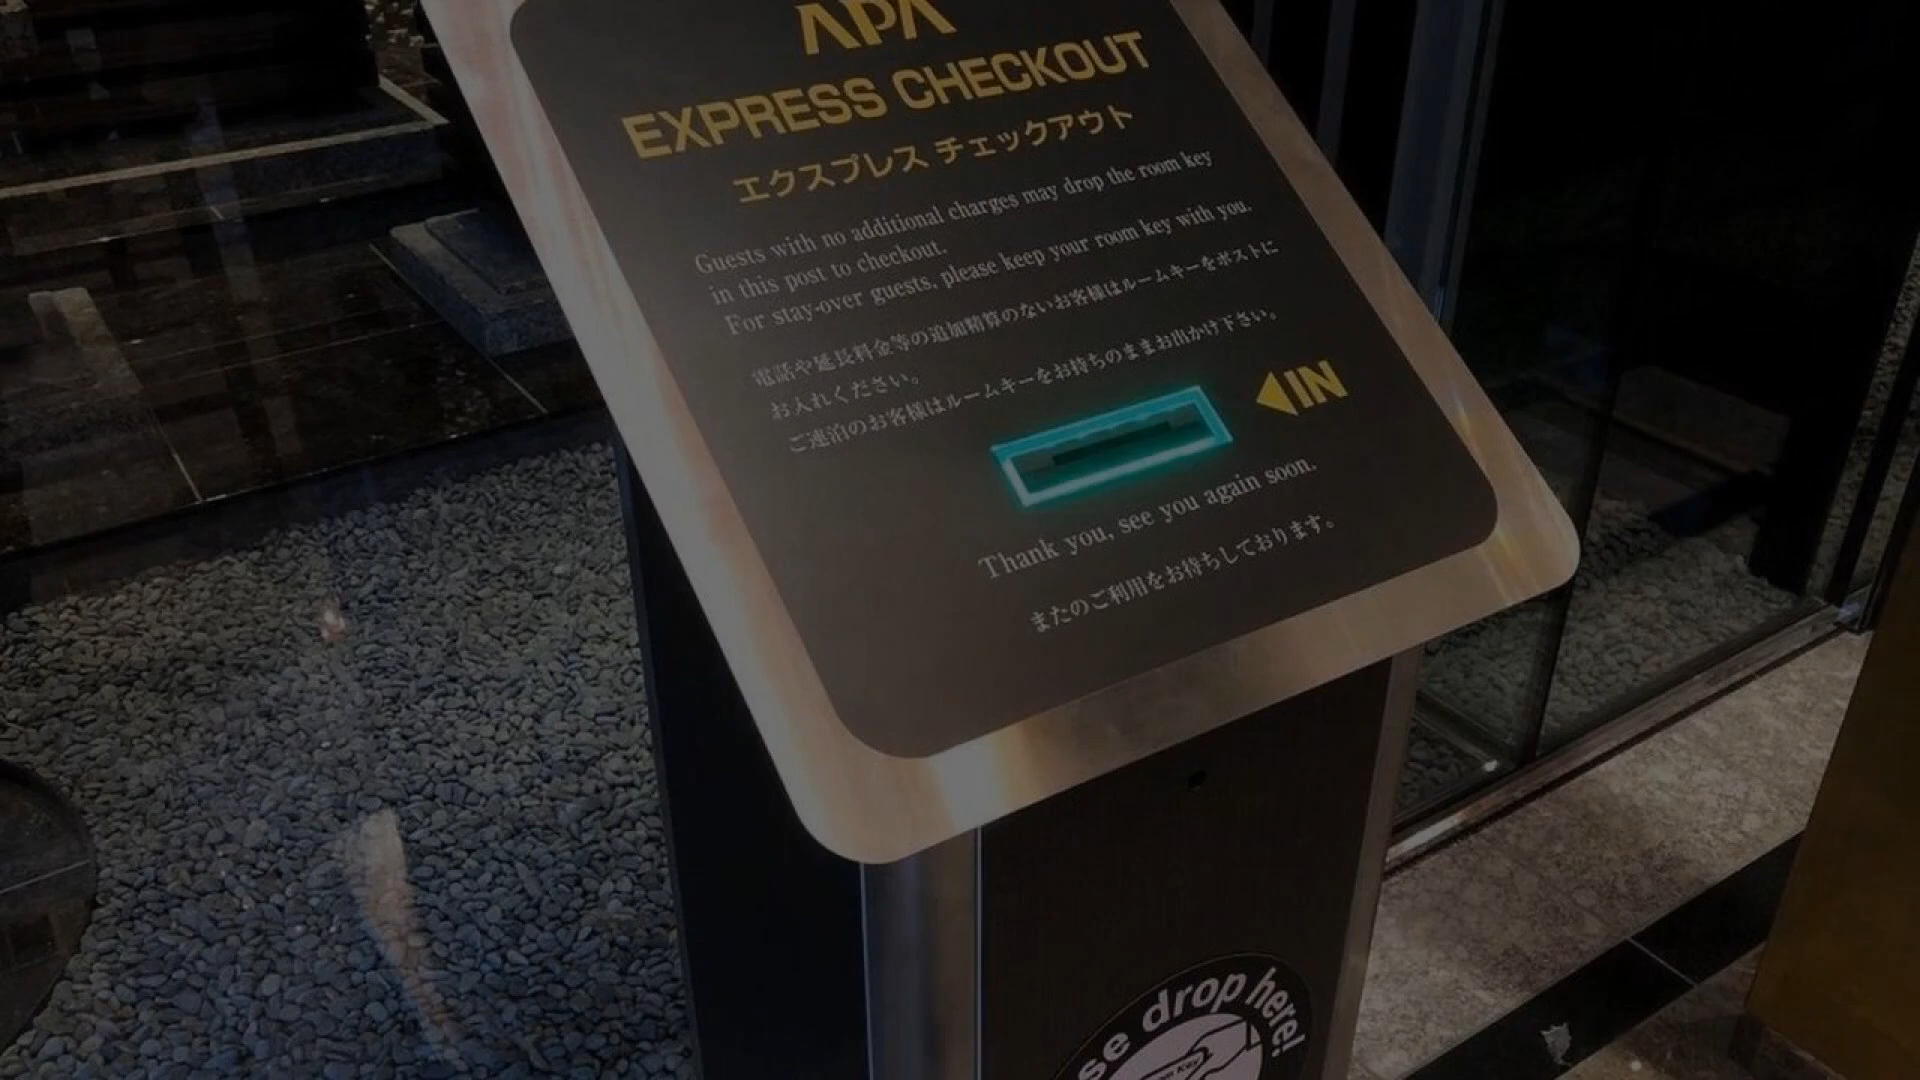 APA
EXPRESS CHECKOUT
エクスプレス チェックアウト
Guests with no additional charges may drop the room key
in this post to checkout.
For stay-over guests, please keep your room key with you.
電話や延長料金等の追加精算のないお客様はルームキーをポストに
お入れください。
ご連泊のお客様はルームキーをお持ちのままお出かけ下さい。
IN
Thank you, see you again soon.
またのご利用をお待ちしております。
se drop here!
Key